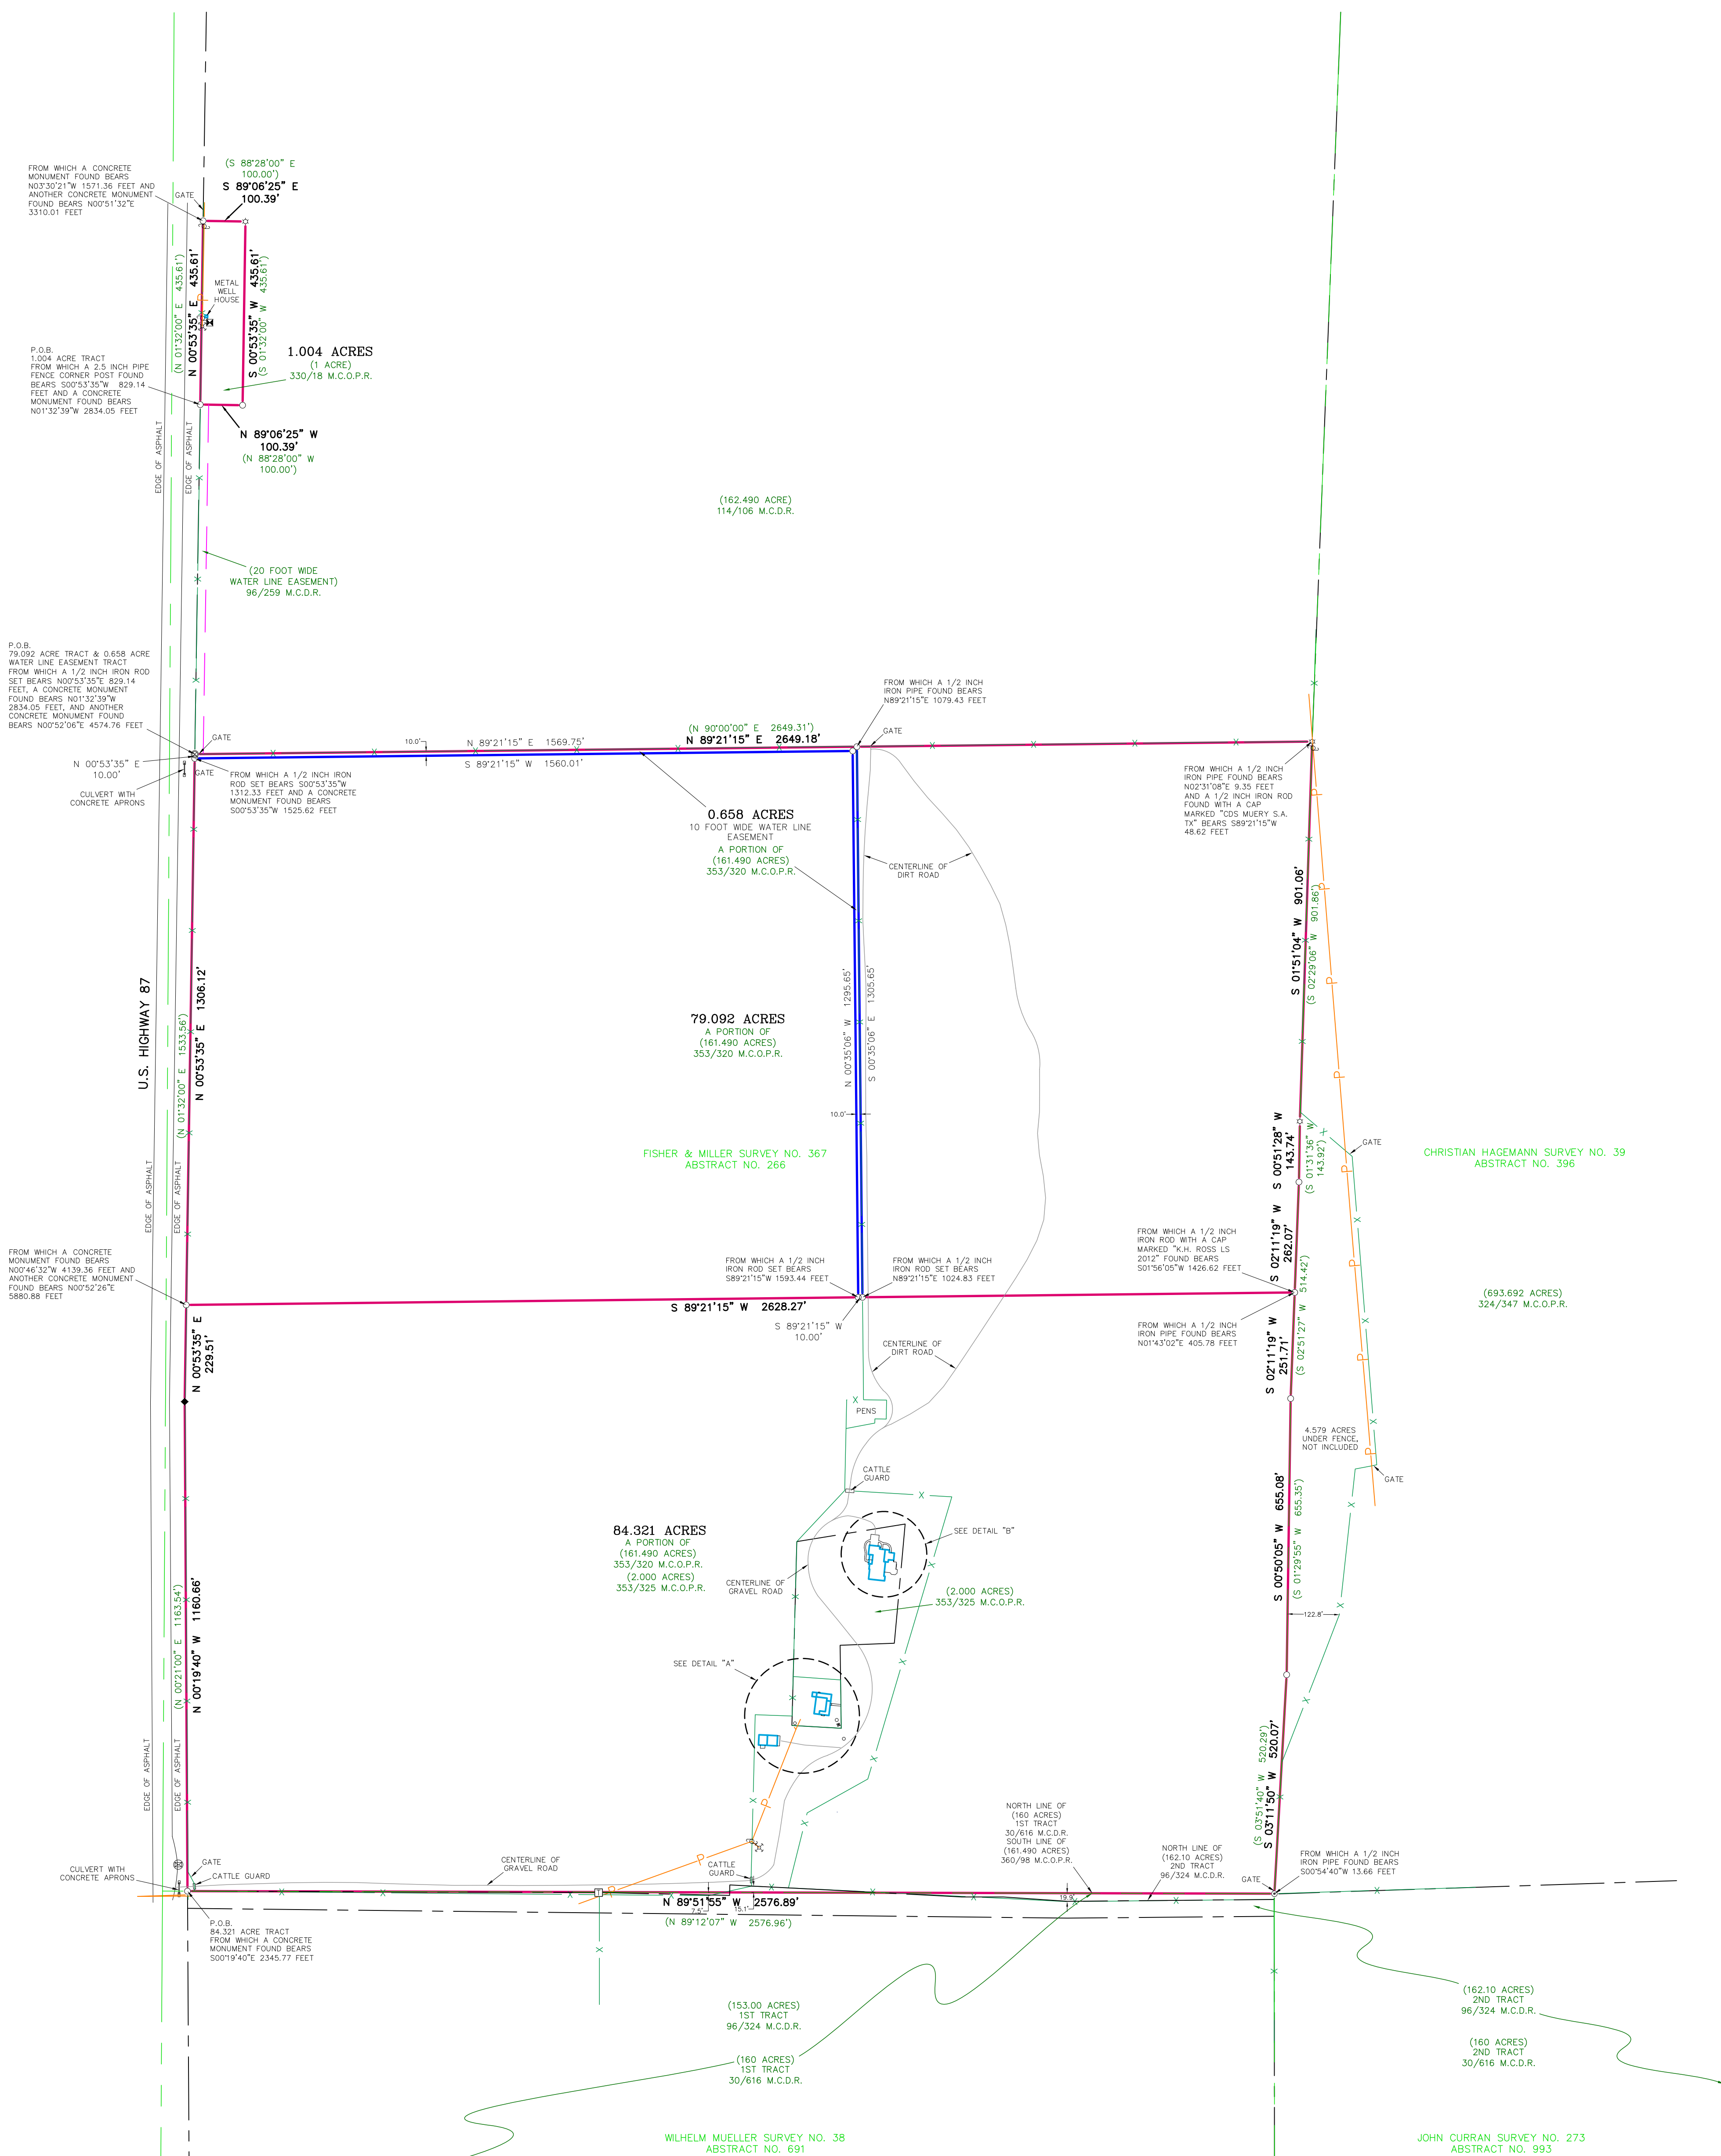 FROM WHICH A CONCRETE
MONUMENT FOUND BEARS
N03°30'21"W 1571.36 FEET AND
ANOTHER CONCRETE MONUMENT
FOUND BEARS N00°51'32"E
3310.01 FEET
GATE
(S 88°28'00" E
100.00')
S 89°06'25" E
100.39'
(N 01°32'00" E 435.61')
N 00°53'35" E 435.61'
METAL
WELL
HOUSE
S 00°53'35" W 435.61'
(S 01°32'00" W 435.61')
P.O.B.
1.004 ACRE TRACT
FROM WHICH A 2.5 INCH PIPE
FENCE CORNER POST FOUND
BEARS S00°53'35"W 829.14
FEET AND A CONCRETE
MONUMENT FOUND BEARS
N01°32'39"W 2834.05 FEET
1.004 ACRES
(1 ACRE)
330/18 M.C.O.P.R.
N 89°06'25" W
100.39'
(N 88°28'00" W
100.00')
EDGE OF ASPHALT
EDGE OF ASPHALT
(162.490 ACRE)
114/106 M.C.D.R.
(20 FOOT WIDE
WATER LINE EASEMENT)
96/259 M.C.D.R.
P.O.B.
79.092 ACRE TRACT & 0.658 ACRE
WATER LINE EASEMENT TRACT
FROM WHICH A 1/2 INCH IRON ROD
SET BEARS N00°53'35"E 829.14
FEET, A CONCRETE MONUMENT
FOUND BEARS N01°32'39"W
2834.05 FEET, AND ANOTHER
CONCRETE MONUMENT FOUND
BEARS N00°52'06"E 4574.76 FEET
GATE
N 00°53'35" E
10.00'
GATE
CULVERT WITH
CONCRETE APRONS
FROM WHICH A 1/2 INCH IRON
ROD SET BEARS S00°53'35"W
1312.33 FEET AND A CONCRETE
MONUMENT FOUND BEARS
S00°53'35"W 1525.62 FEET
10.0'
N 89°21'15" E 1569.75'
S 89°21'15" W 1560.01'
(N 90°00'00" E 2649.31')
N 89°21'15" E 2649.18'
FROM WHICH A 1/2 INCH
IRON PIPE FOUND BEARS
N89°21'15"E 1079.43 FEET
GATE
FROM WHICH A 1/2 INCH
IRON PIPE FOUND BEARS
N02°31'08"E 9.35 FEET
AND A 1/2 INCH IRON ROD
FOUND WITH A CAP
MARKED "CDS MUERY S.A.
TX" BEARS S89°21'15"W
48.62 FEET
0.658 ACRES
10 FOOT WIDE WATER LINE
EASEMENT
A PORTION OF
(161.490 ACRES)
353/320 M.C.O.P.R.
CENTERLINE OF
DIRT ROAD
S 01°51'04" W 901.06'
(S 02°29'06" W 901.86')
U.S. HIGHWAY 87
(N 01°32'00" E 1533.56')
N 00°53'35" E 1306.12'
N 00°35'06" W 1295.65'
S 00°35'06" E 1305.65'
79.092 ACRES
A PORTION OF
(161.490 ACRES)
353/320 M.C.O.P.R.
10.0'
FISHER & MILLER SURVEY NO. 367
ABSTRACT NO. 266
S 00°51'28" W
143.74'
(S 01°31'36" W
143.92')
GATE
CHRISTIAN HAGEMANN SURVEY NO. 39
ABSTRACT NO. 396
EDGE OF ASPHALT
EDGE OF ASPHALT
FROM WHICH A CONCRETE
MONUMENT FOUND BEARS
N00°46'32"W 4139.36 FEET AND
ANOTHER CONCRETE MONUMENT
FOUND BEARS N00°52'26"E
5880.88 FEET
FROM WHICH A 1/2 INCH
IRON ROD SET BEARS
S89°21'15"W 1593.44 FEET
FROM WHICH A 1/2 INCH
IRON ROD SET BEARS
N89°21'15"E 1024.83 FEET
FROM WHICH A 1/2 INCH
IRON ROD WITH A CAP
MARKED "K.H. ROSS LS
2012" FOUND BEARS
S01°56'05"W 1426.62 FEET
S 02°11'19" W
262.07'
(S 02°51'27" W 514.42')
(693.692 ACRES)
324/347 M.C.O.P.R.
S 89°21'15" W 2628.27'
S 89°21'15" W
10.00'
FROM WHICH A 1/2 INCH
IRON PIPE FOUND BEARS
N01°43'02"E 405.78 FEET
N 00°53'35" E
229.51'
CENTERLINE OF
DIRT ROAD
S 02°11'19" W
251.71'
PENS
4.579 ACRES
UNDER FENCE,
NOT INCLUDED
GATE
CATTLE
GUARD
84.321 ACRES
A PORTION OF
(161.490 ACRES)
353/320 M.C.O.P.R.
(2.000 ACRES)
353/325 M.C.O.P.R.
SEE DETAIL "B"
CENTERLINE OF
GRAVEL ROAD
(2.000 ACRES)
353/325 M.C.O.P.R.
S 00°50'05" W 655.08'
(S 01°29'55" W 655.35')
122.8'
(N 00°21'00" E 1163.54')
N 00°19'40" W 1160.66'
SEE DETAIL "A"
EDGE OF ASPHALT
EDGE OF ASPHALT
(S 03°51'40" W 520.29')
S 03°11'50" W 520.07'
NORTH LINE OF
(160 ACRES)
1ST TRACT
30/616 M.C.D.R.
SOUTH LINE OF
(161.490 ACRES)
360/98 M.C.O.P.R.
NORTH LINE OF
(162.10 ACRES)
2ND TRACT
96/324 M.C.D.R.
FROM WHICH A 1/2 INCH
IRON PIPE FOUND BEARS
S00°54'40"W 13.66 FEET
GATE
CULVERT WITH
CONCRETE APRONS
GATE
CATTLE GUARD
CENTERLINE OF
GRAVEL ROAD
CATTLE
GUARD
N 89°51'55" W 2576.89'
7.5'
15.1'
19.9'
(N 89°12'07" W 2576.96')
P.O.B.
84.321 ACRE TRACT
FROM WHICH A CONCRETE
MONUMENT FOUND BEARS
S00°19'40"E 2345.77 FEET
(153.00 ACRES)
1ST TRACT
96/324 M.C.D.R.
(162.10 ACRES)
2ND TRACT
96/324 M.C.D.R.
(160 ACRES)
1ST TRACT
30/616 M.C.D.R.
(160 ACRES)
2ND TRACT
30/616 M.C.D.R.
WILHELM MUELLER SURVEY NO. 38
ABSTRACT NO. 691
JOHN CURRAN SURVEY NO. 273
ABSTRACT NO. 993